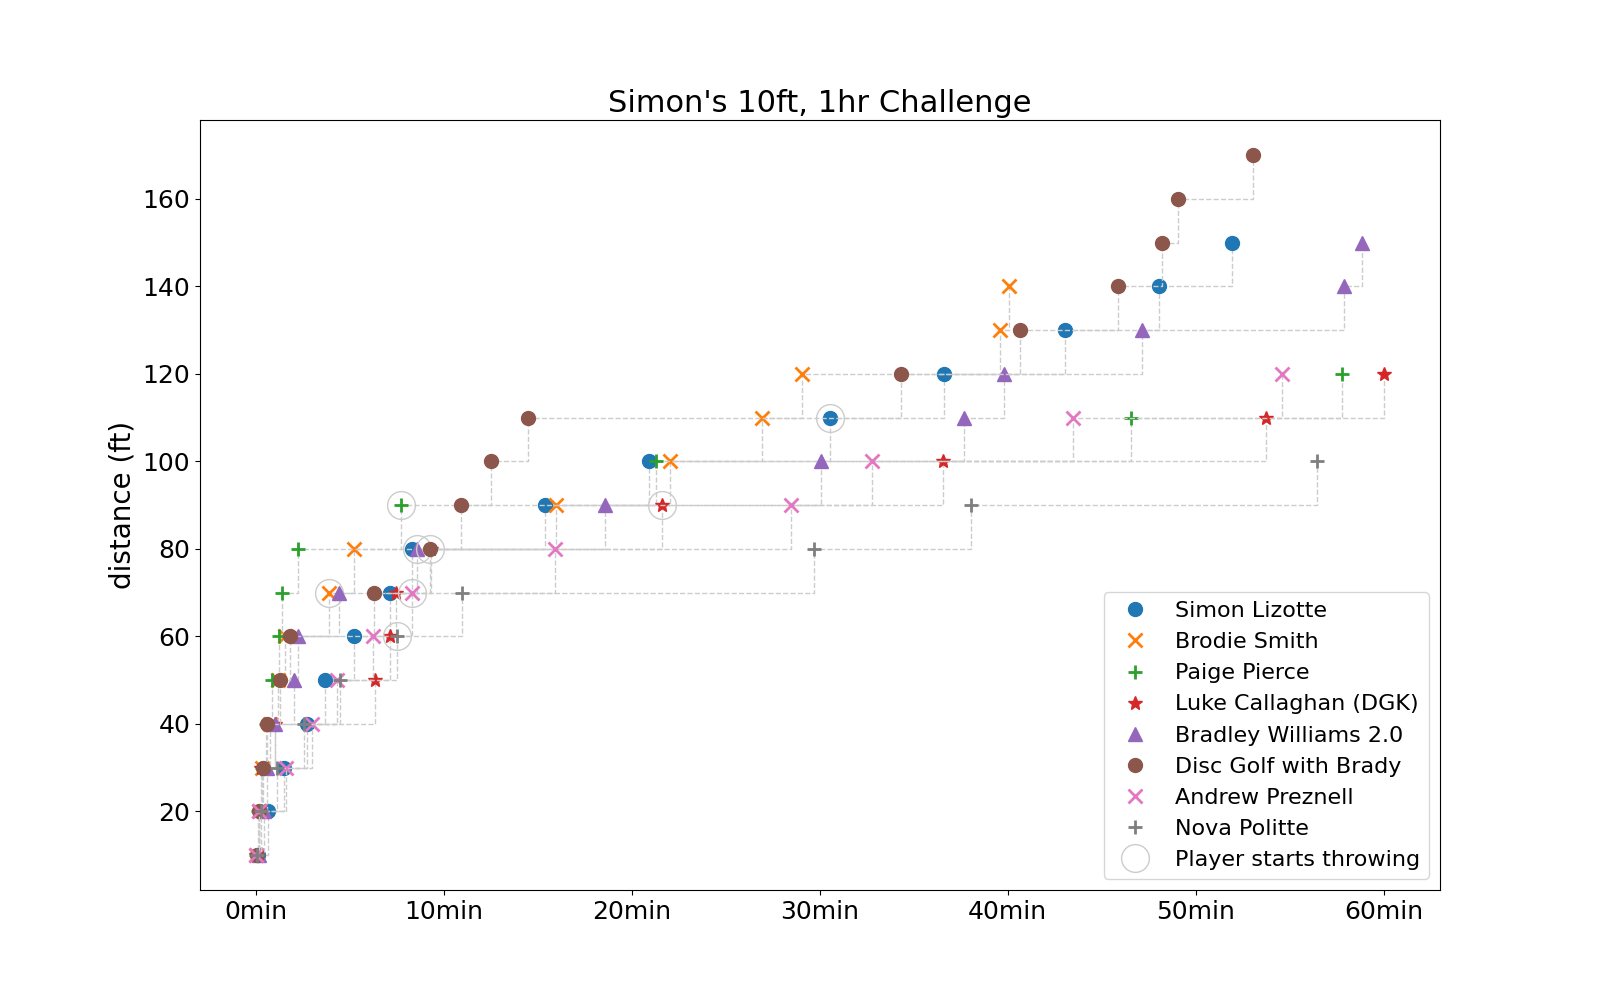 Simon's 10ft, 1hr Challenge
distance (ft)
160
140
120
100
80
60
40
20
0min
10min
20min
30min
40min
50min
60min
Simon Lizotte
Brodie Smith
Paige Pierce
Luke Callaghan (DGK)
Bradley Williams 2.0
Disc Golf with Brady
Andrew Preznell
Nova Politte
Player starts throwing